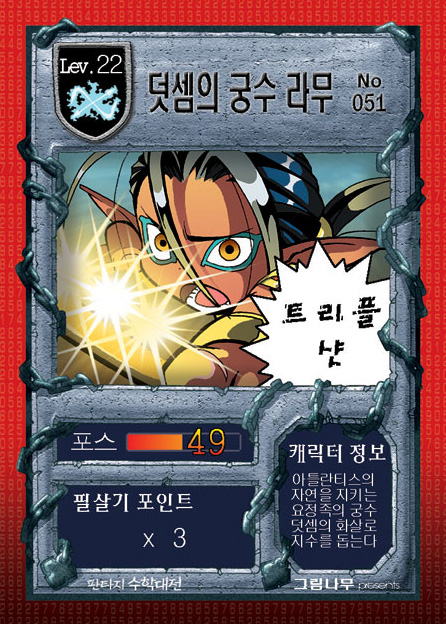 Lev. 22
덧셈의 궁수 라무
No
051
트리플
샷
포스 49
필살기 포인트
x 3
캐릭터 정보
아틀란티스의
자연을 지키는
요정족의 궁수
덧셈의 화살로
지수를 돕는다
판타지 수학대전
그림나무 presents